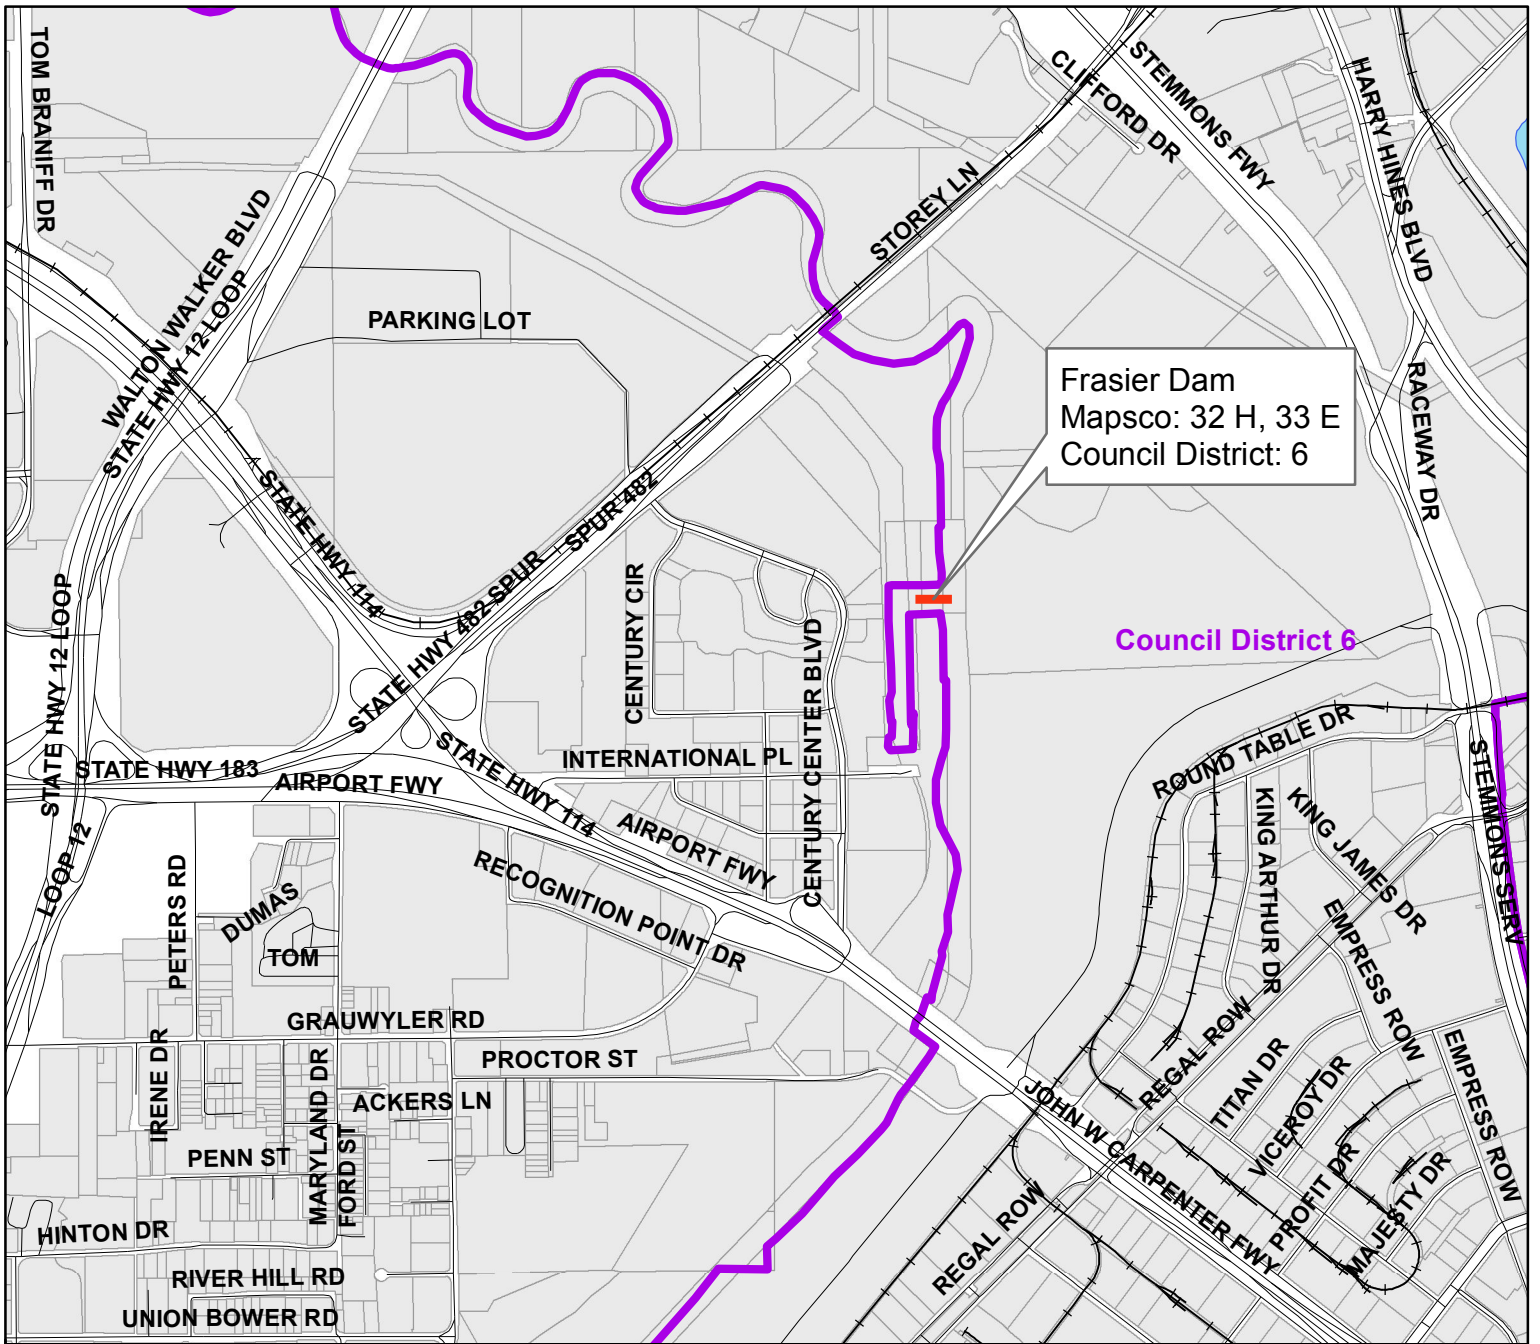 TOM BRANIFF DR
WALTON WALKER BLVD
STATE HWY 12 LOOP
CLIFFORD DR
STEMMONS FWY
HARRY HINES BLVD
STOREY LN
PARKING LOT
Frasier Dam
Mapsco: 32 H, 33 E
Council District: 6
RACEWAY DR
STATE HWY 114
SPUR 482
STATE HWY 482 SPUR
CENTURY CIR
CENTURY CENTER BLVD
Council District 6
STATE HWY 12 LOOP
STATE HWY 183
AIRPORT FWY
STATE HWY 114
INTERNATIONAL PL
AIRPORT FWY
ROUND TABLE DR
KING ARTHUR DR
KING JAMES DR
STEMMONS SERV
LOOP 12
PETERS RD
DUMAS
TOM
RECOGNITION POINT DR
EMPRESS ROW
EMPRESS ROW
GRAUWYLER RD
PROCTOR ST
IRENE DR
MARYLAND DR
FORD ST
ACKERS LN
PENN ST
HINTON DR
RIVER HILL RD
UNION BOWER RD
REGAL ROW
TITAN DR
VICEROY DR
PROFIT DR
MAJESTY DR
JOHN W CARPENTER FWY
REGAL ROW